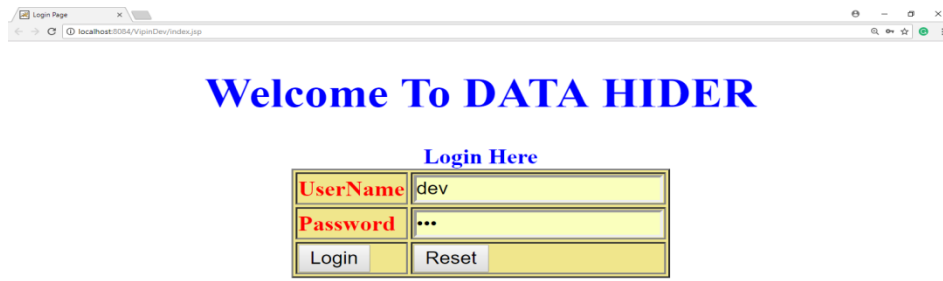 Login Page
localhost:8084/VipinDev/index.jsp
Welcome To DATA HIDER
Login Here
UserName dev
Password •••
Login Reset